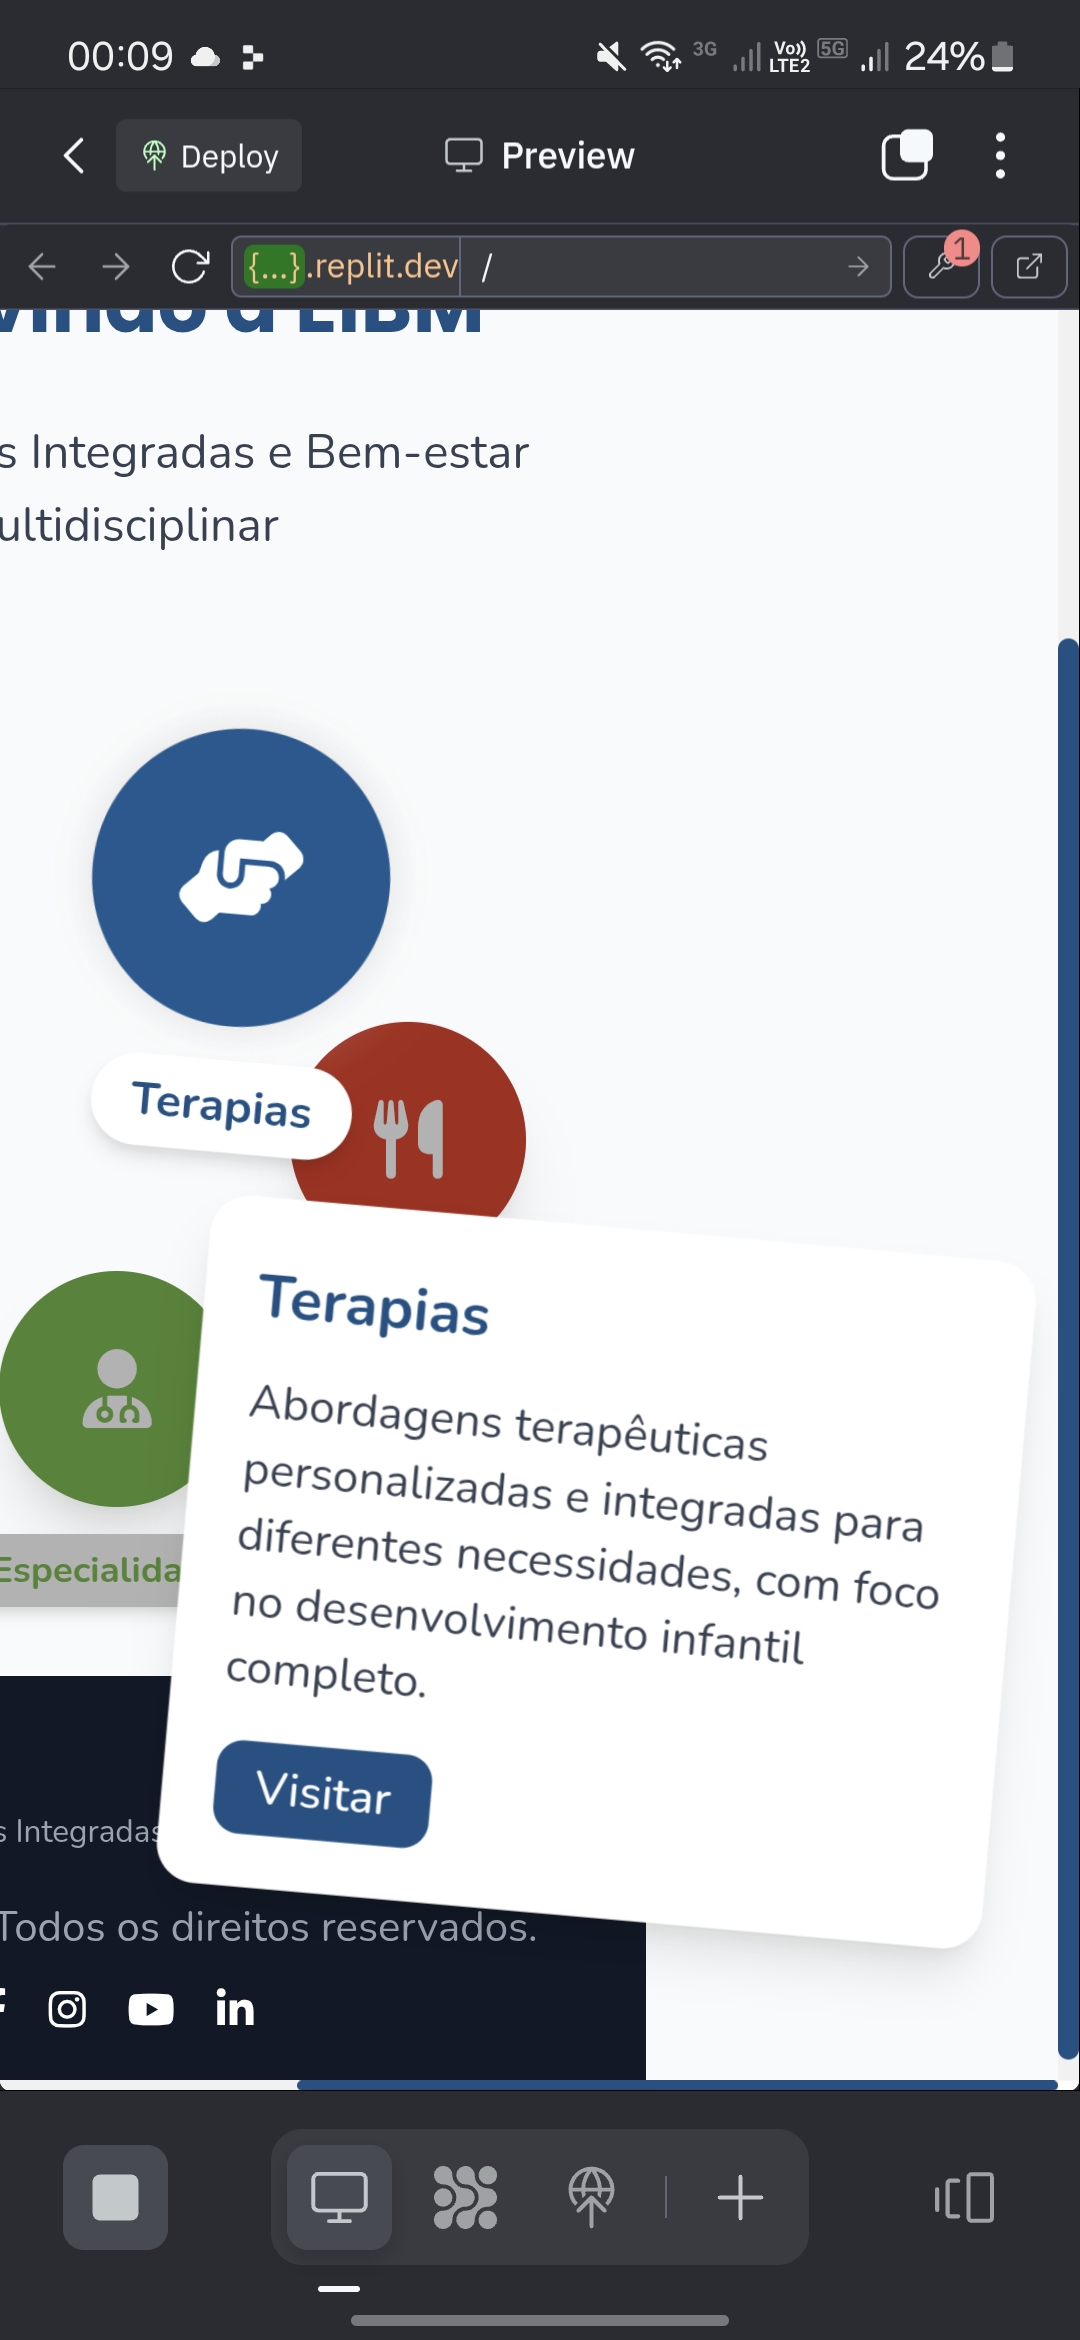 00:09
3G
Vo))
LTE2
5G
24%
Deploy
Preview
{...}.replit.dev
/
1
vindo a LIBM
s Integradas e Bem-estar
ultidisciplinar
Terapias
Terapias
Abordagens terapêuticas
personalizadas e integradas para
diferentes necessidades, com foco
no desenvolvimento infantil
completo.
Visitar
Especialida
s Integradas
Todos os direitos reservados.